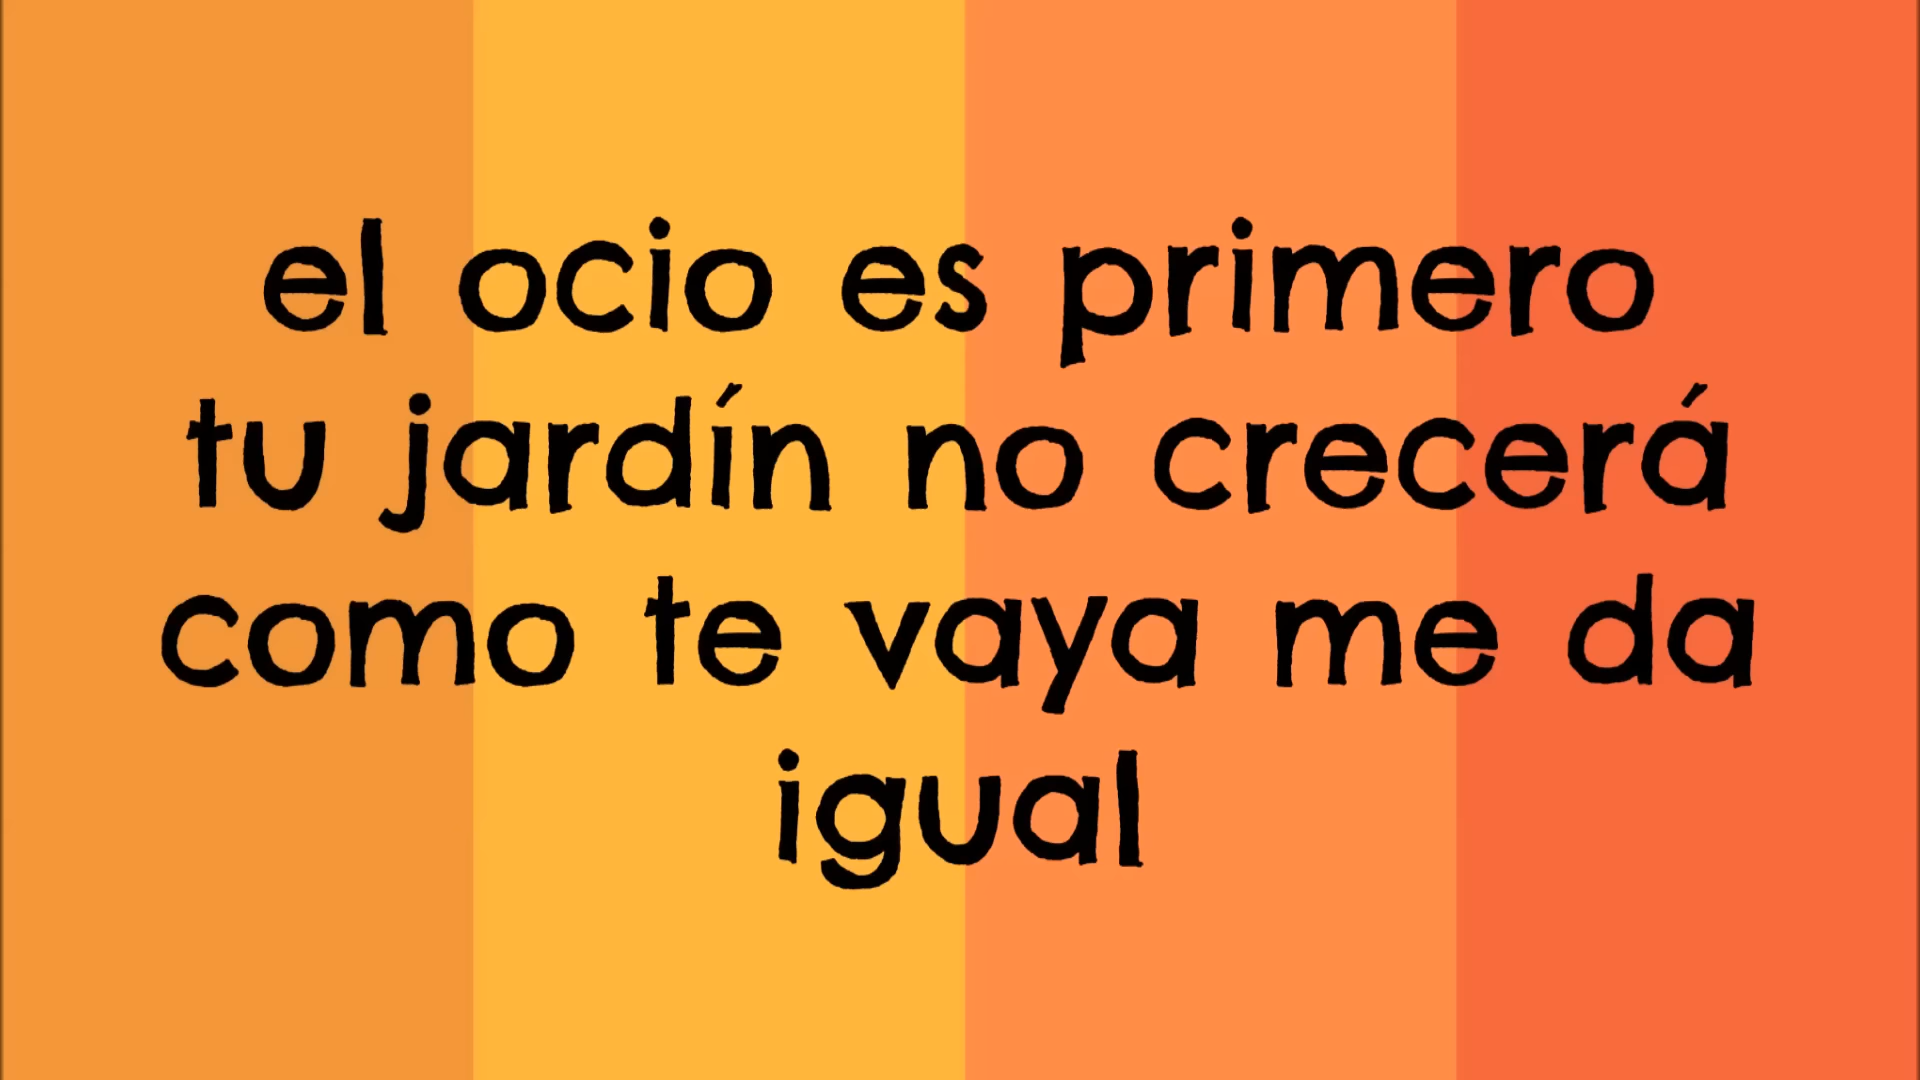 el ocio es primero
tu jardín no crecerá
como te vaya me da
igual